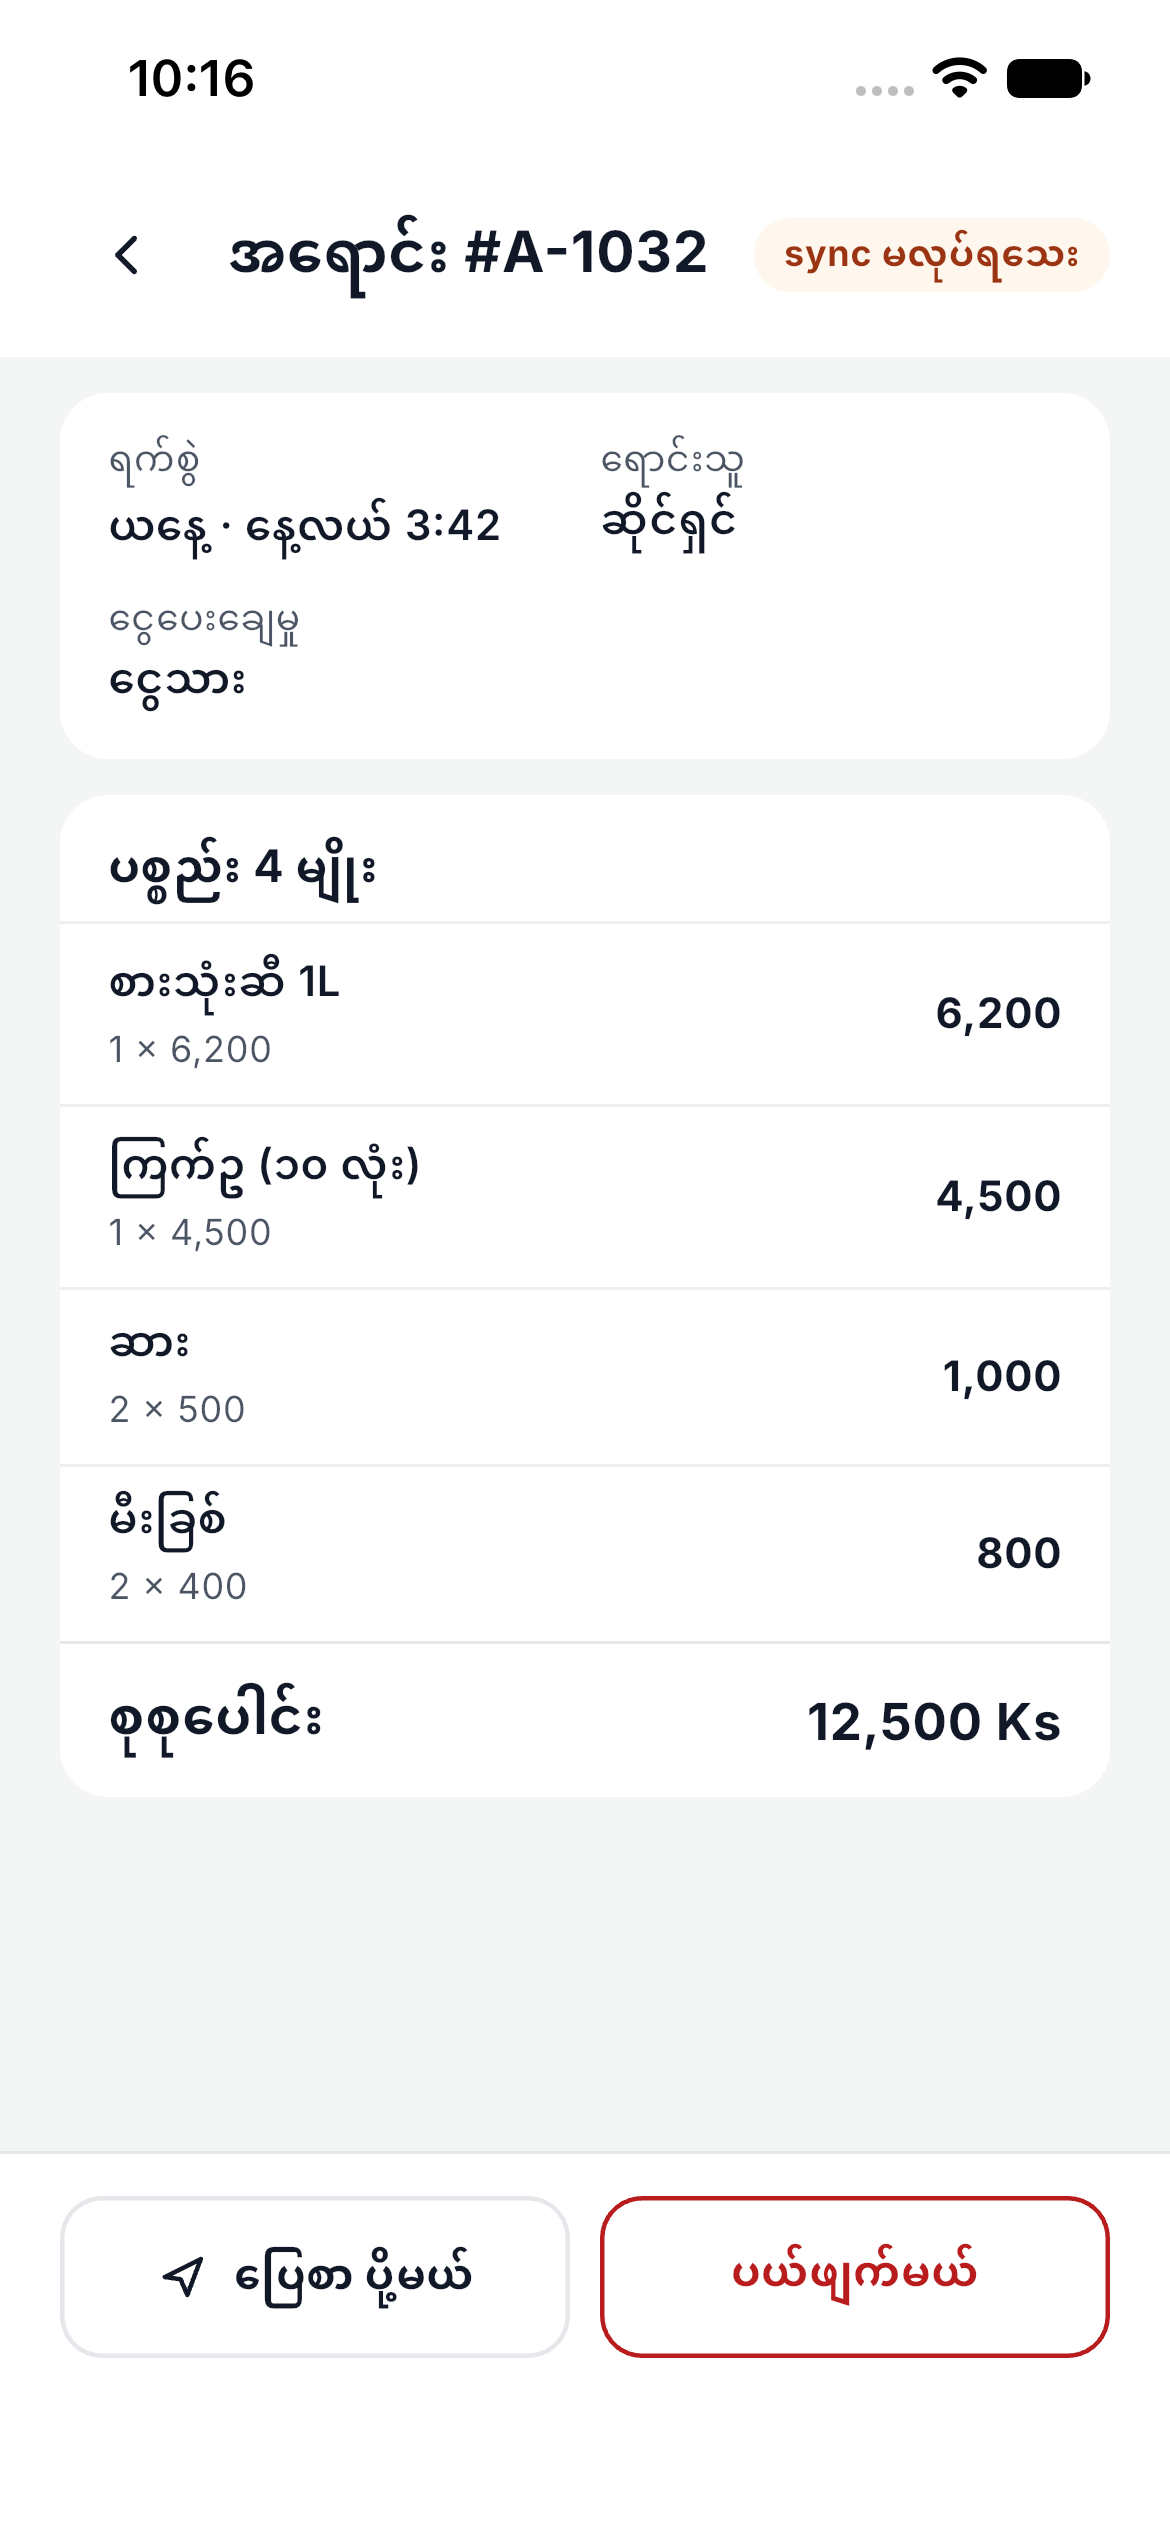 10:16
အရောင်း #A-1032
sync မလုပ်ရသေး
ရက်စွဲ
ရောင်းသူ
ယနေ့ · နေ့လယ် 3:42
ဆိုင်ရှင်
ငွေပေးချေမှု
ငွေသား
ပစ္စည်း 4 မျိုး
စားသုံးဆီ 1L
6,200
1 × 6,200
ကြက်ဥ (၁၀ လုံး)
4,500
1 × 4,500
ဆား
1,000
2 × 500
မီးခြစ်
800
2 × 400
စုစုပေါင်း
12,500 Ks
ပြေစာ ပို့မယ်
ပယ်ဖျက်မယ်